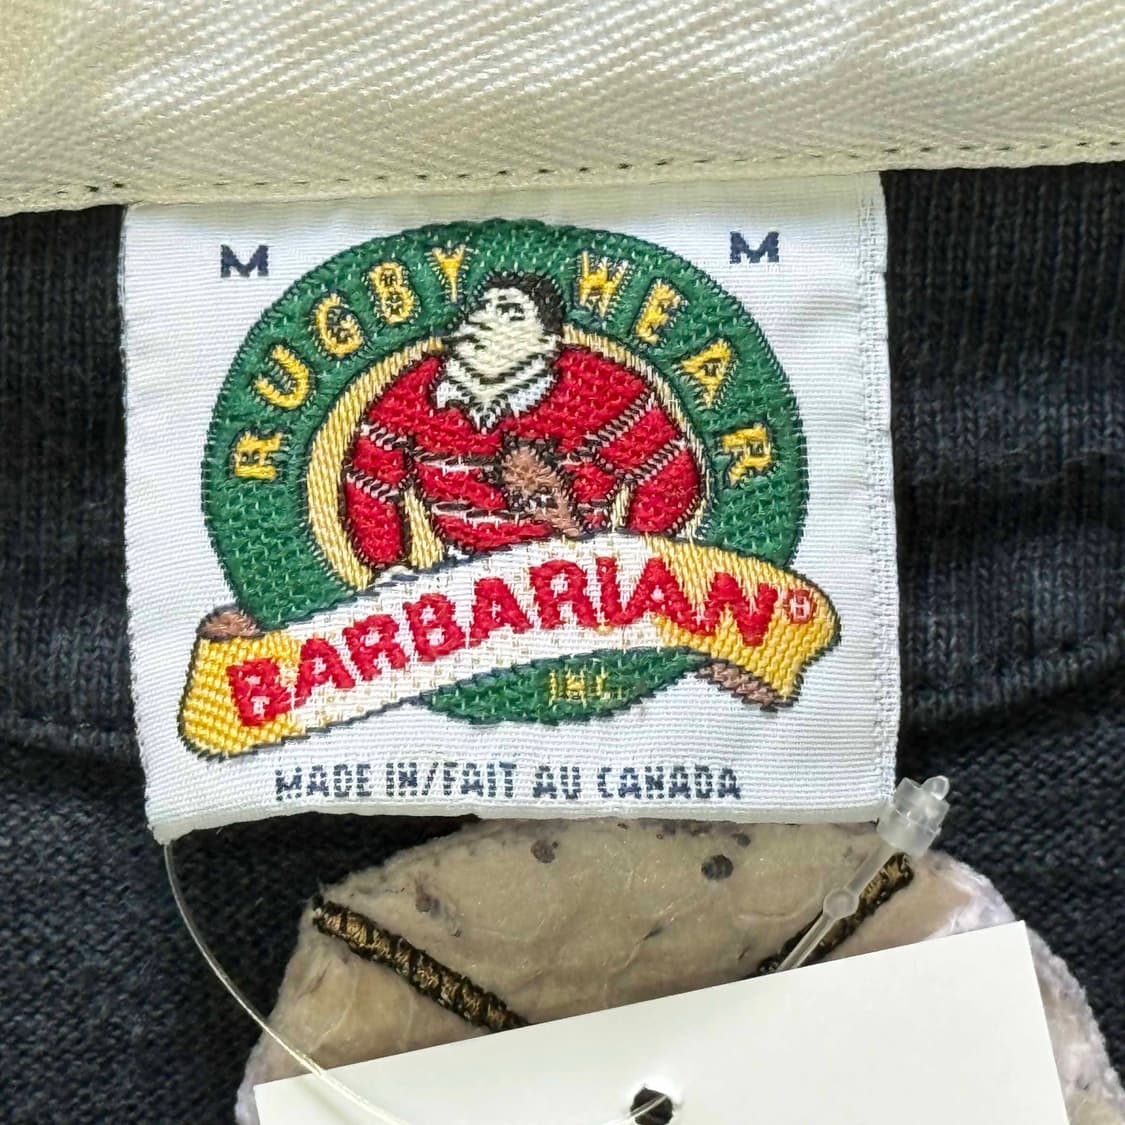 M M
RUGBY WEAR
BARBARIAN®
INC.
MADE IN/FAIT AU CANADA